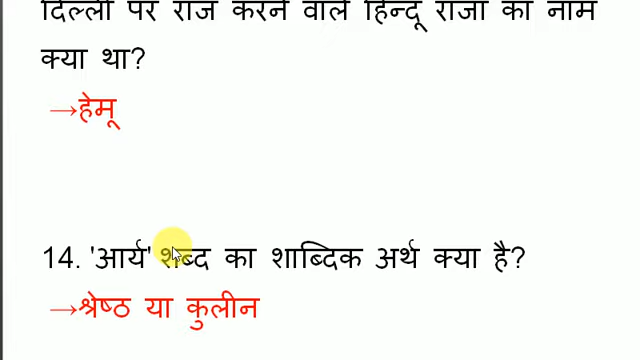 दिल्ली पर राज करने वाले हिन्दू राजा का नाम
क्या था?
→हेमू
14. 'आर्य' शब्द का शाब्दिक अर्थ क्या है?
→श्रेष्ठ या कुलीन